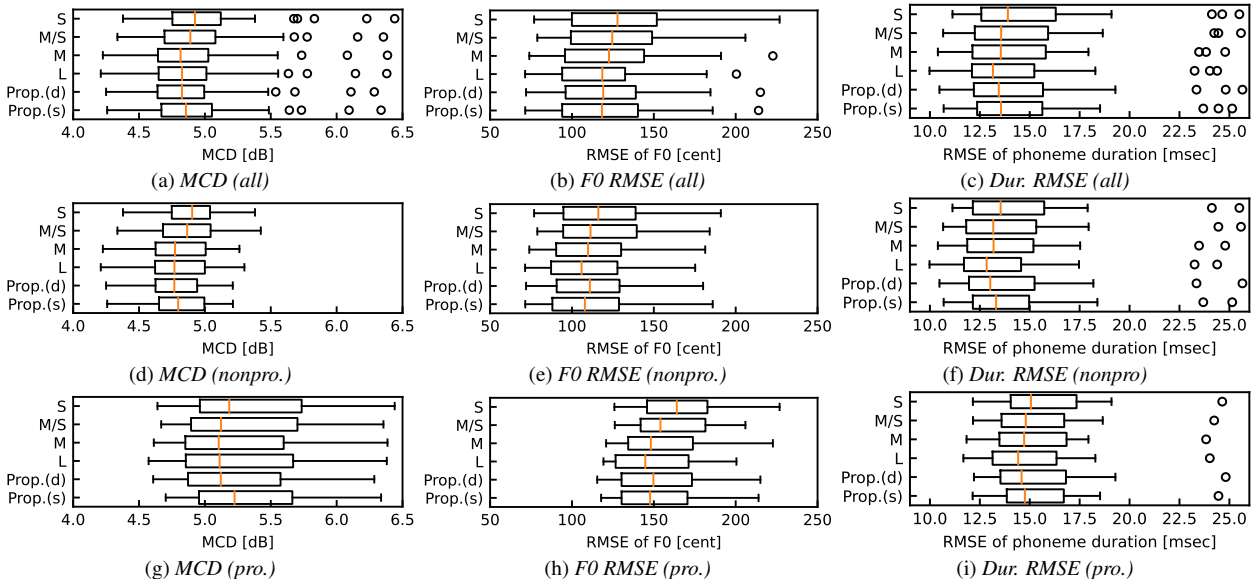 S
M/S
M
L
Prop.(d)
Prop.(s)
4.0 4.5 5.0 5.5 6.0 6.5
MCD [dB]
(a) MCD (all)
S
M/S
M
L
Prop.(d)
Prop.(s)
50 100 150 200 250
RMSE of F0 [cent]
(b) F0 RMSE (all)
S
M/S
M
L
Prop.(d)
Prop.(s)
10.0 12.5 15.0 17.5 20.0 22.5 25.0
RMSE of phoneme duration [msec]
(c) Dur. RMSE (all)
S
M/S
M
L
Prop.(d)
Prop.(s)
4.0 4.5 5.0 5.5 6.0 6.5
MCD [dB]
(d) MCD (nonpro.)
S
M/S
M
L
Prop.(d)
Prop.(s)
50 100 150 200 250
RMSE of F0 [cent]
(e) F0 RMSE (nonpro.)
S
M/S
M
L
Prop.(d)
Prop.(s)
10.0 12.5 15.0 17.5 20.0 22.5 25.0
RMSE of phoneme duration [msec]
(f) Dur. RMSE (nonpro)
S
M/S
M
L
Prop.(d)
Prop.(s)
4.0 4.5 5.0 5.5 6.0 6.5
MCD [dB]
(g) MCD (pro.)
S
M/S
M
L
Prop.(d)
Prop.(s)
50 100 150 200 250
RMSE of F0 [cent]
(h) F0 RMSE (pro.)
S
M/S
M
L
Prop.(d)
Prop.(s)
10.0 12.5 15.0 17.5 20.0 22.5 25.0
RMSE of phoneme duration [msec]
(i) Dur. RMSE (pro.)